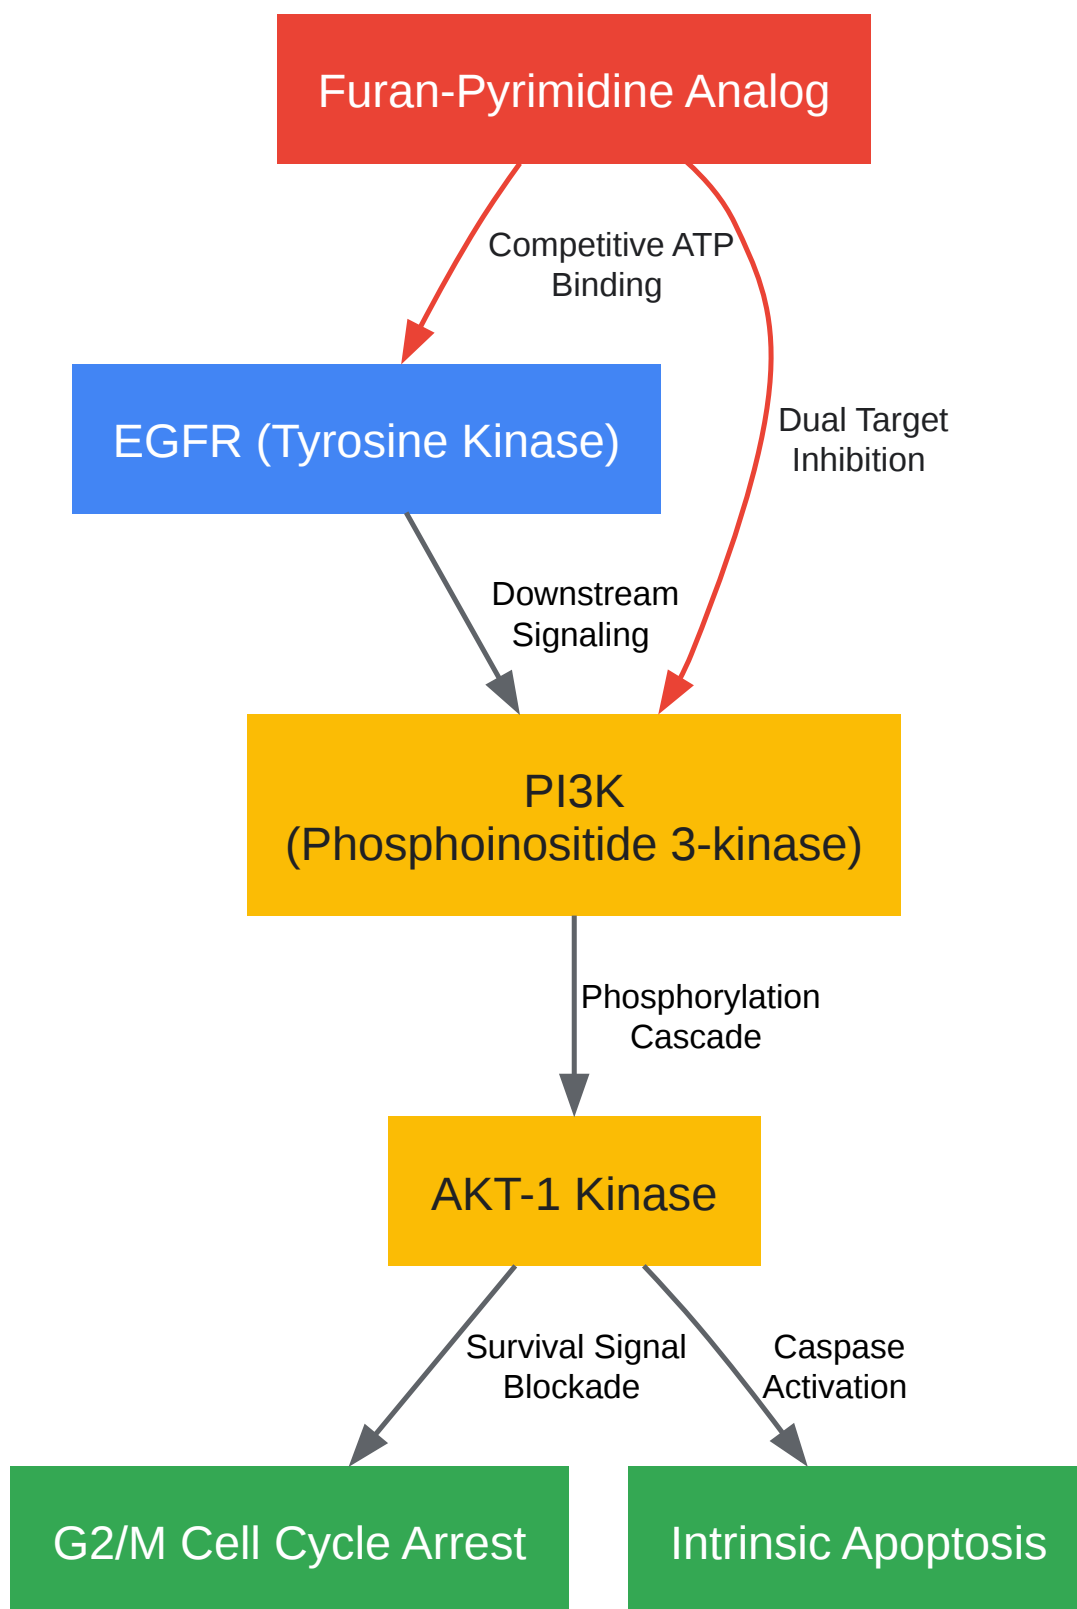 Furan-Pyrimidine Analog
Competitive ATP
Binding
EGFR (Tyrosine Kinase)
Dual Target
Inhibition
Downstream
Signaling
PI3K
(Phosphoinositide 3-kinase)
Phosphorylation
Cascade
AKT-1 Kinase
Survival Signal
Blockade
Caspase
Activation
G2/M Cell Cycle Arrest
Intrinsic Apoptosis